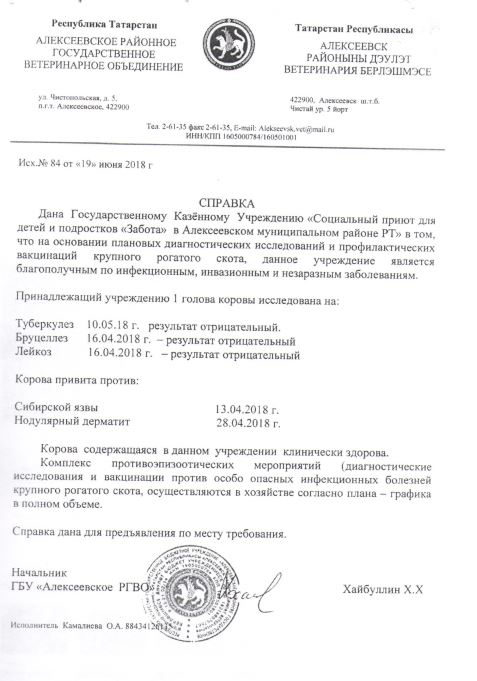 Республика Татарстан
АЛЕКСЕЕВСКОЕ РАЙОННОЕ
ГОСУДАРСТВЕННОЕ
ВЕТЕРИНАРНОЕ ОБЪЕДИНЕНИЕ
ул. Чистопольская, д. 5,
п.г.т. Алексеевское, 422900
Татарстан Республикасы
АЛЕКСЕЕВСК
РАЙОНЫНЫ ДЭУЛЭТ
ВЕТЕРИНАРИЯ БЕРЛЭШМЭСЕ
422900, Алексеевск ш.т.б.
Чистай ур. 5 йорт
Тел. 2-61-35 факс 2-61-35, E-mail: Alekseevsk.vet@mail.ru
ИНН/КПП 1605000784/160501001
Исх.№ 84 от «19» июня 2018 г
СПРАВКА
Дана Государственному Казённому Учреждению «Социальный приют для
детей и подростков «Забота» в Алексеевском муниципальном районе РТ» в том,
что на основании плановых диагностических исследований и профилактических
вакцинаций крупного рогатого скота, данное учреждение является
благополучным по инфекционным, инвазионным и незаразным заболеваниям.
Принадлежащий учреждению 1 голова коровы исследована на:
Туберкулез 10.05.18 г. результат отрицательный.
Бруцеллез 16.04.2018 г. – результат отрицательный
Лейкоз 16.04.2018 г. – результат отрицательный
Корова привита против:
Сибирской язвы 13.04.2018 г.
Нодулярный дерматит 28.04.2018 г.
Корова содержащаяся в данном учреждении клинически здорова.
Комплекс противоэпизоотических мероприятий (диагностические
исследования и вакцинации против особо опасных инфекционных болезней
крупного рогатого скота, осуществляются в хозяйстве согласно плана – графика
в полном объеме.
Справка дана для предъявления по месту требования.
Начальник
ГБУ «Алексеевское РГВО» Хайбуллин Х.Х
Исполнитель Камалиева О.А.